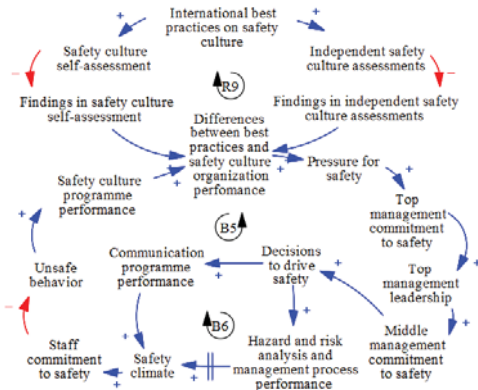 International best
practices on safety
culture
+
+
Safety culture
self-assessment
Independent safety
culture assessments
–
–
R9
Findings in safety culture
self-assessment
Findings in independent safety
culture assessments
Differences
between best
practices and
safety culture
organization
perfomance
+
+
+
+
Pressure for
safety
Safety culture
programme
performance
+
Top
management
commitment
to safety
+
B5
+
Communication
programme performance
Decisions
to drive
safety
+
+
Top
management
leadership
Unsafe
behavior
B6
+
+
–
Hazard and risk
analysis and
management process
performance
Middle
management
commitment
to safety
Staff
commitment
to safety
+
Safety
climate
+
+